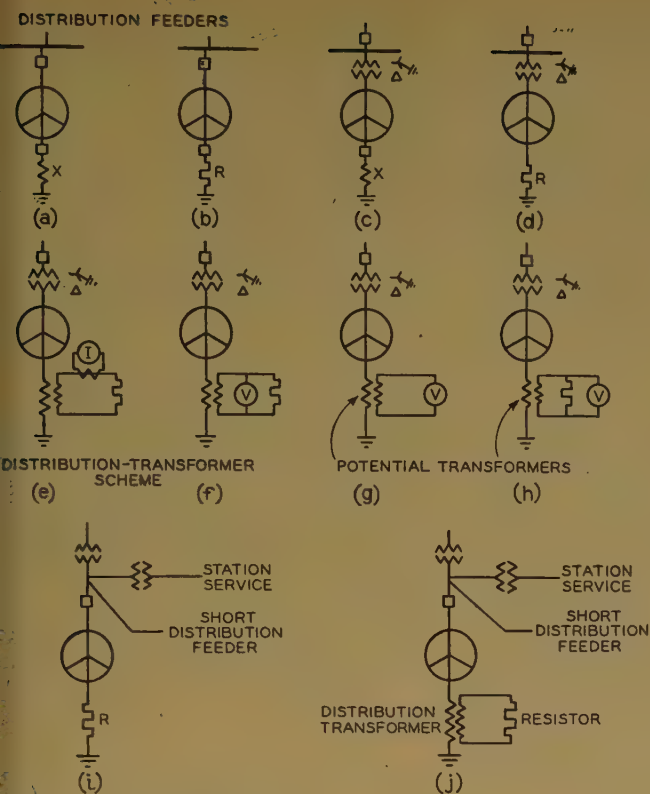 DISTRIBUTION FEEDERS
X
R
Δ
X
Δ
R
(a)
(b)
(c)
(d)
Δ
I
Δ
V
Δ
V
Δ
V
DISTRIBUTION-TRANSFORMER
SCHEME
POTENTIAL TRANSFORMERS
(e)
(f)
(g)
(h)
STATION
SERVICE
SHORT
DISTRIBUTION
FEEDER
R
(i)
STATION
SERVICE
SHORT
DISTRIBUTION
FEEDER
DISTRIBUTION
TRANSFORMER
RESISTOR
(j)